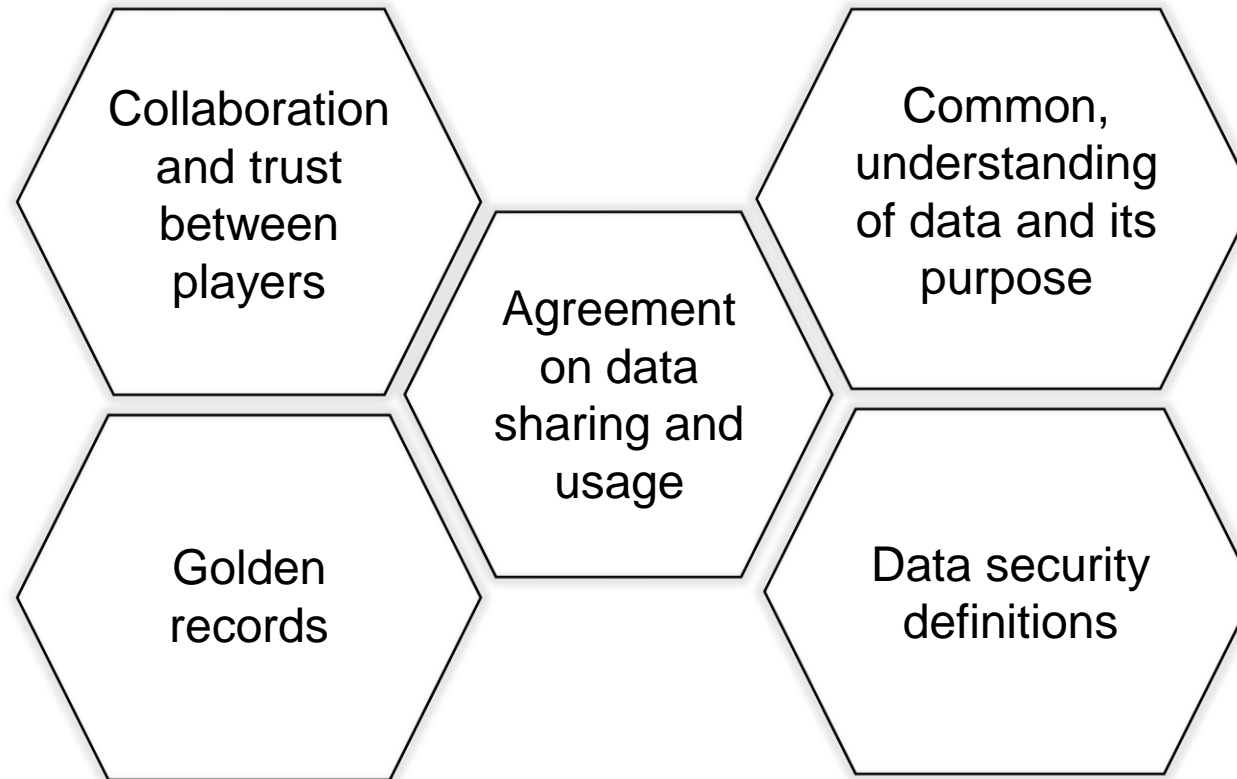 Collaboration
and trust
between
players
Common,
understanding
of data and its
purpose
Agreement
on data
sharing and
usage
Golden
records
Data security
definitions